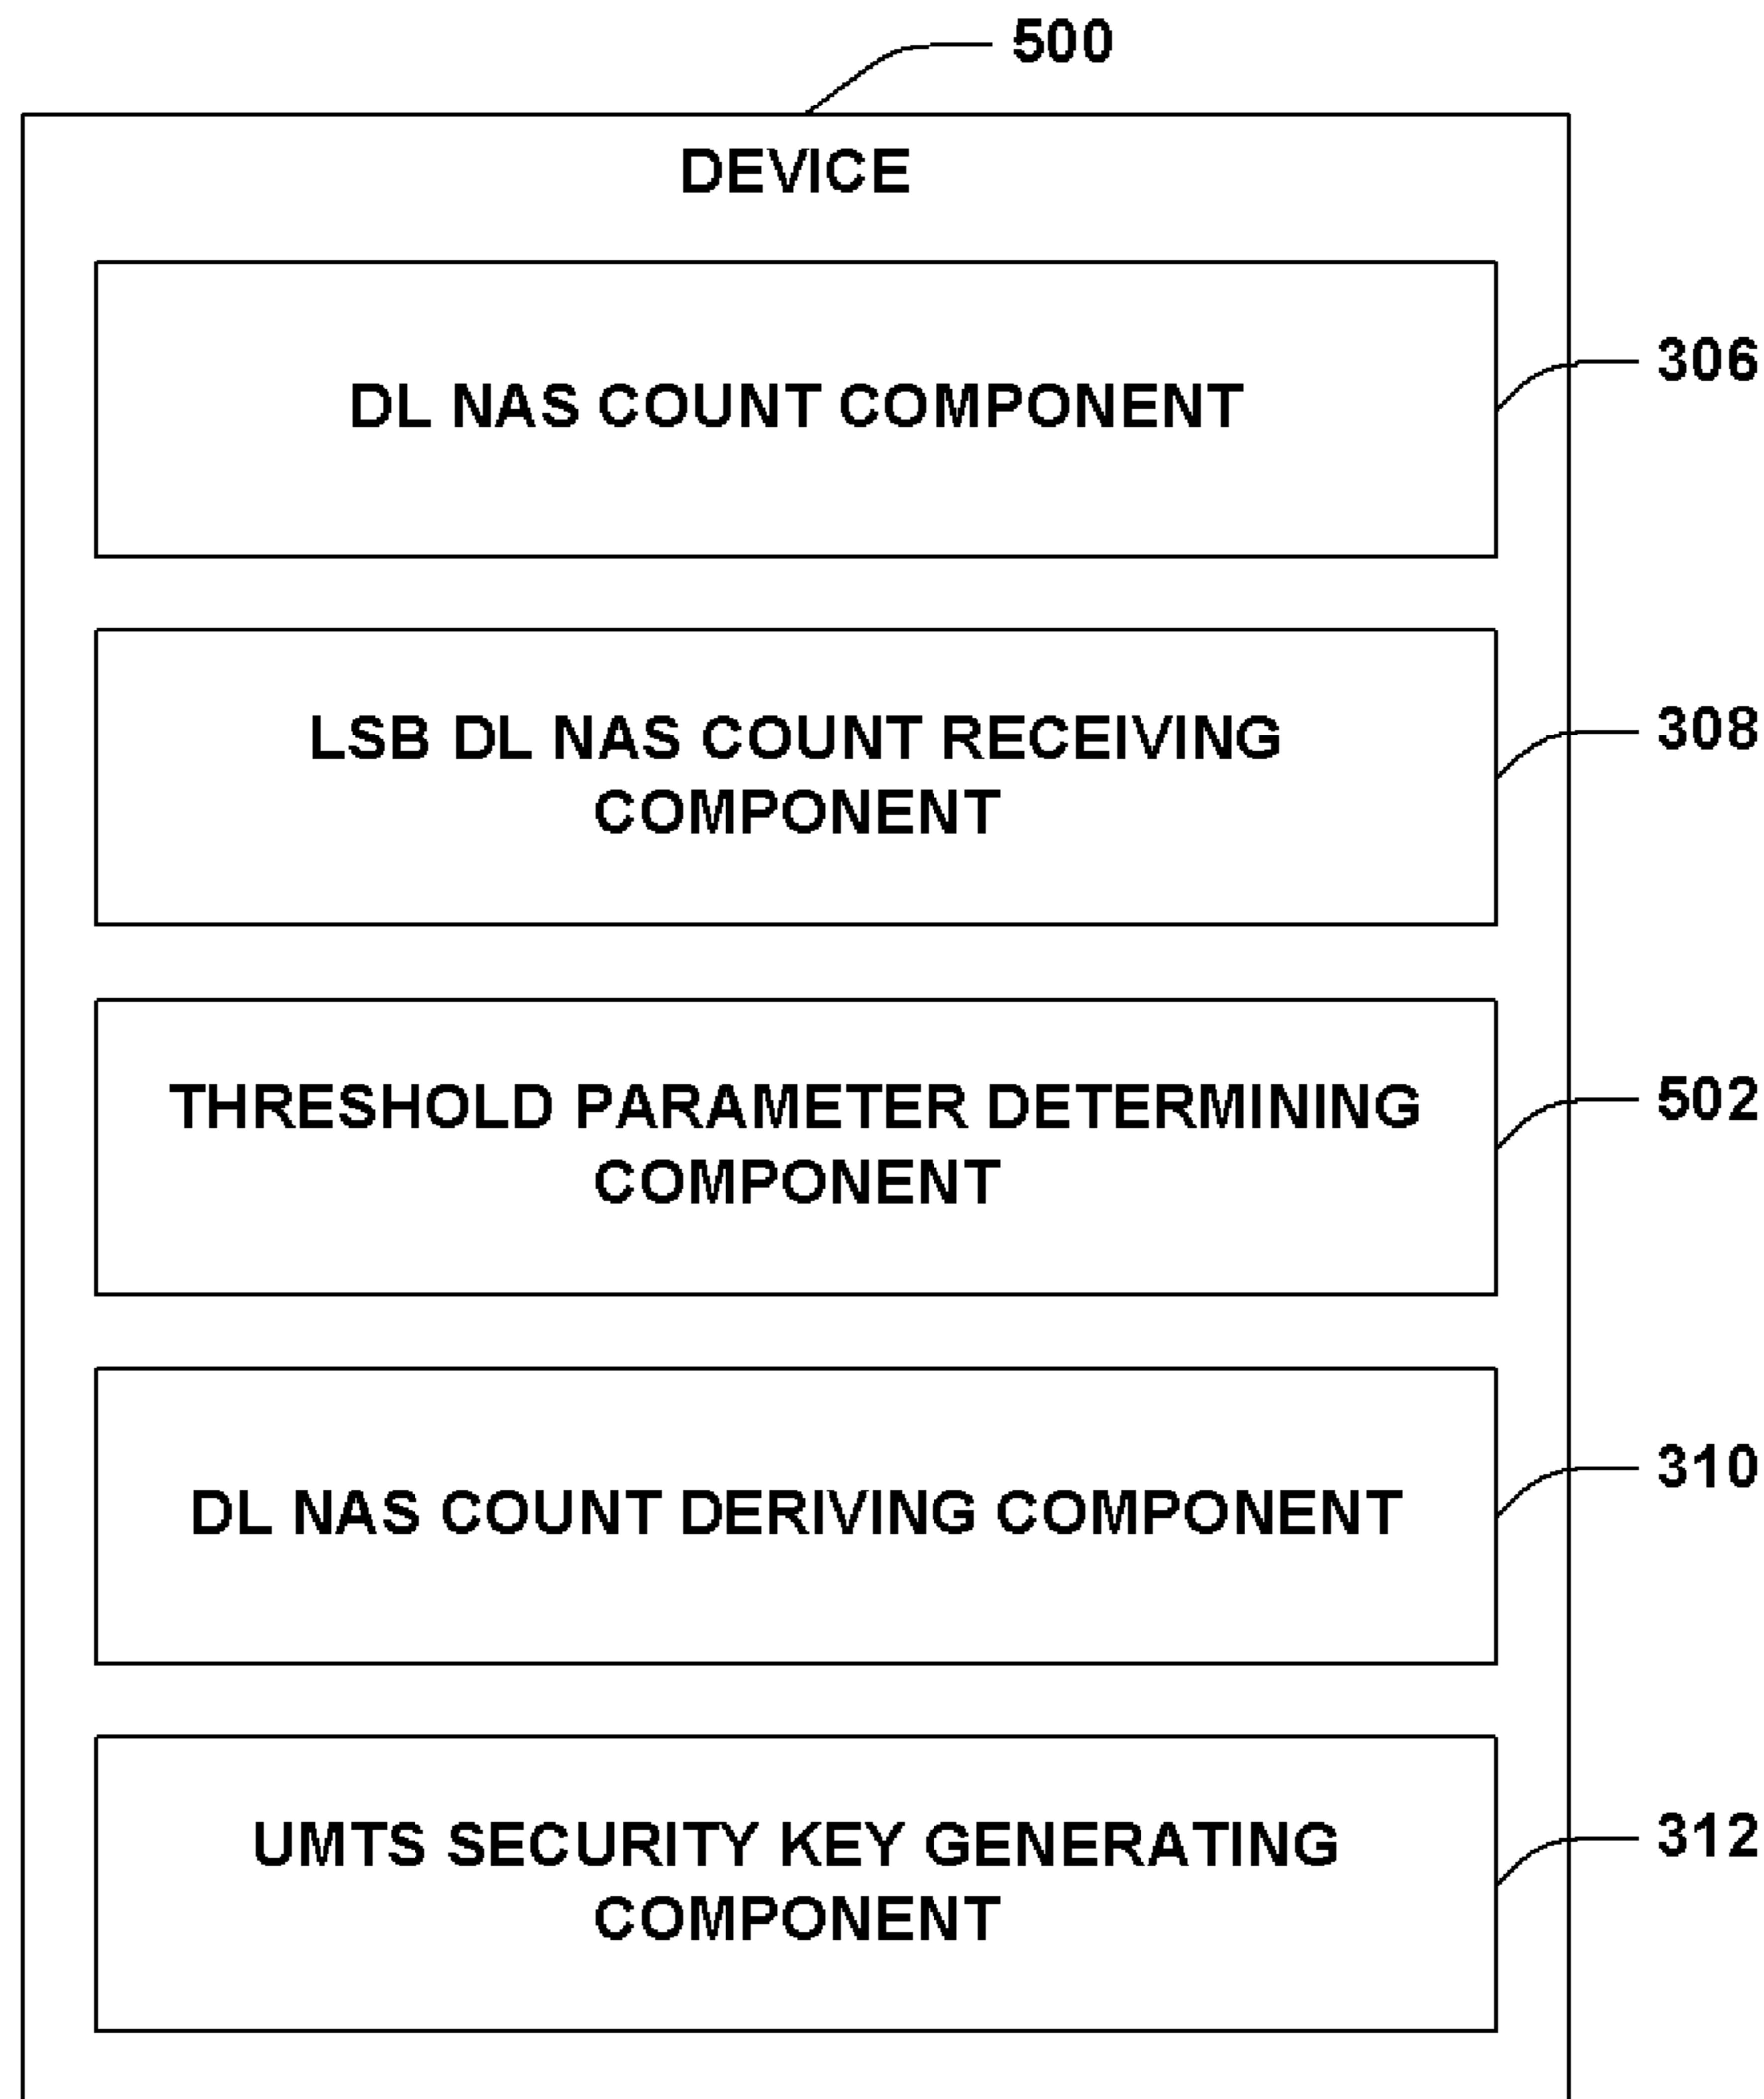 500
DEVICE
DL NAS COUNT COMPONENT
306
LSB DL NAS COUNT RECEIVING
COMPONENT
308
THRESHOLD PARAMETER DETERMINING
COMPONENT
502
DL NAS COUNT DERIVING COMPONENT
310
UMTS SECURITY KEY GENERATING
COMPONENT
312